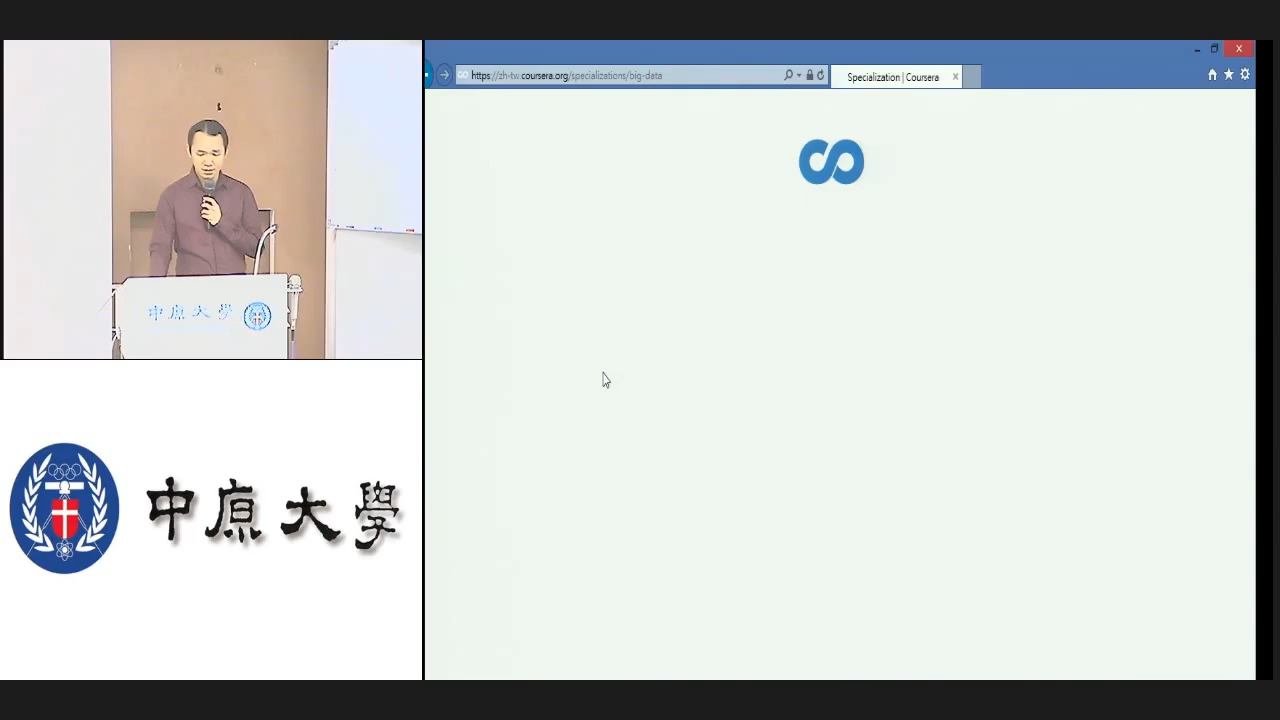 https://zh-tw.coursera.org/specializations/big-data
Specialization | Coursera
中原大學
中原大學